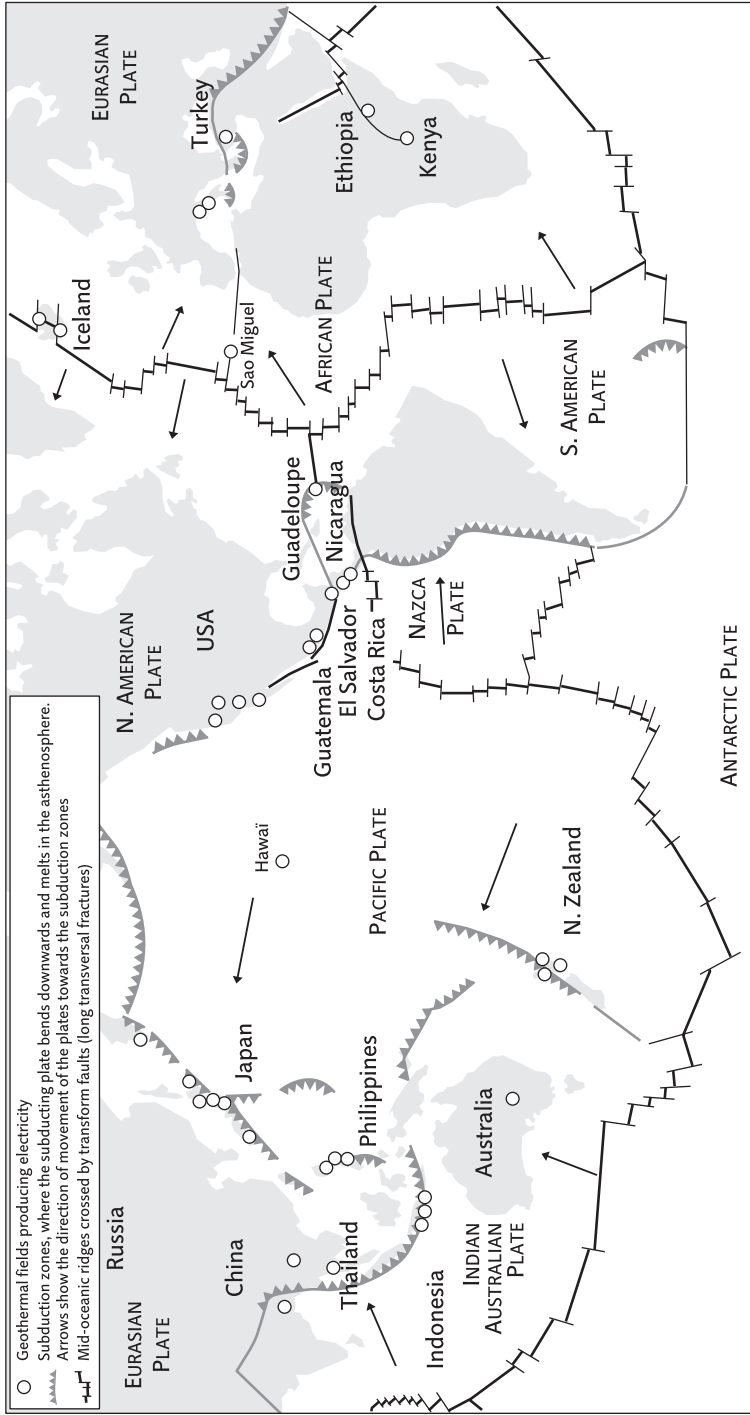 Geothermal fields producing electricity
Subduction zones, where the subducting plate bends downwards and melts in the asthenosphere.
Arrows show the direction of movement of the plates towards the subduction zones
Mid-oceanic ridges crossed by transform faults (long transversal fractures)
EURASIAN
PLATE
Russia
China
Thailand
Indonesia
INDIAN
AUSTRALIAN
PLATE
Australia
Philippines
Japan
N. Zealand
PACIFIC PLATE
Hawaï
ANTARCTIC PLATE
N. AMERICAN
PLATE
USA
Guatemala
El Salvador
Costa Rica
Nicaragua
Guadeloupe
NAZCA
PLATE
S. AMERICAN
PLATE
AFRICAN PLATE
Sao Miguel
Iceland
Turkey
Ethiopia
Kenya
EURASIAN
PLATE